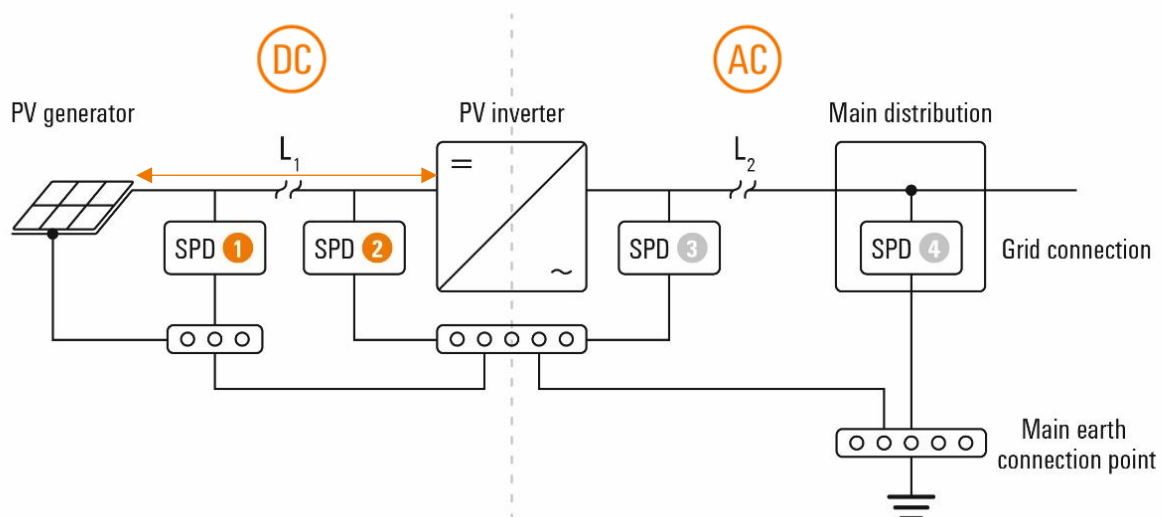 DC
AC
PV generator
PV inverter
Main distribution
L1
L2
SPD 1
SPD 2
SPD 3
SPD 4
Grid connection
Main earth
connection point